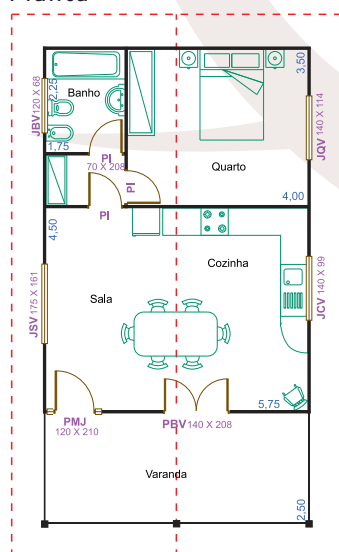 Banho
JBV 120 X 68
2,25
1,75
3,50
JQV 140 X 114
PI
70 X 208
PI
Quarto
4,00
PI
4,50
Cozinha
JCV 140 X 99
JSV 175 X 161
Sala
5,75
PMJ
120 X 210
PBV 140 X 208
Varanda
2,50